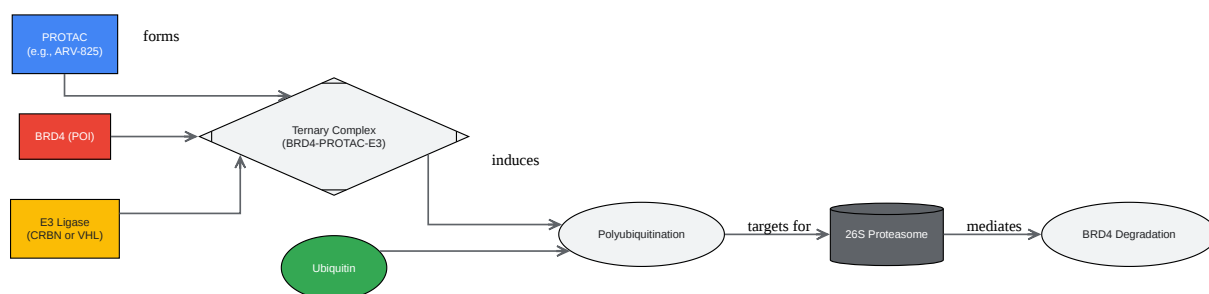 PROTAC
(e.g., ARV-825)
forms
BRD4 (POI)
Ternary Complex
(BRD4-PROTAC-E3)
induces
E3 Ligase
(CRBN or VHL)
Ubiquitin
Polyubiquitination
targets for
26S Proteasome
mediates
BRD4 Degradation